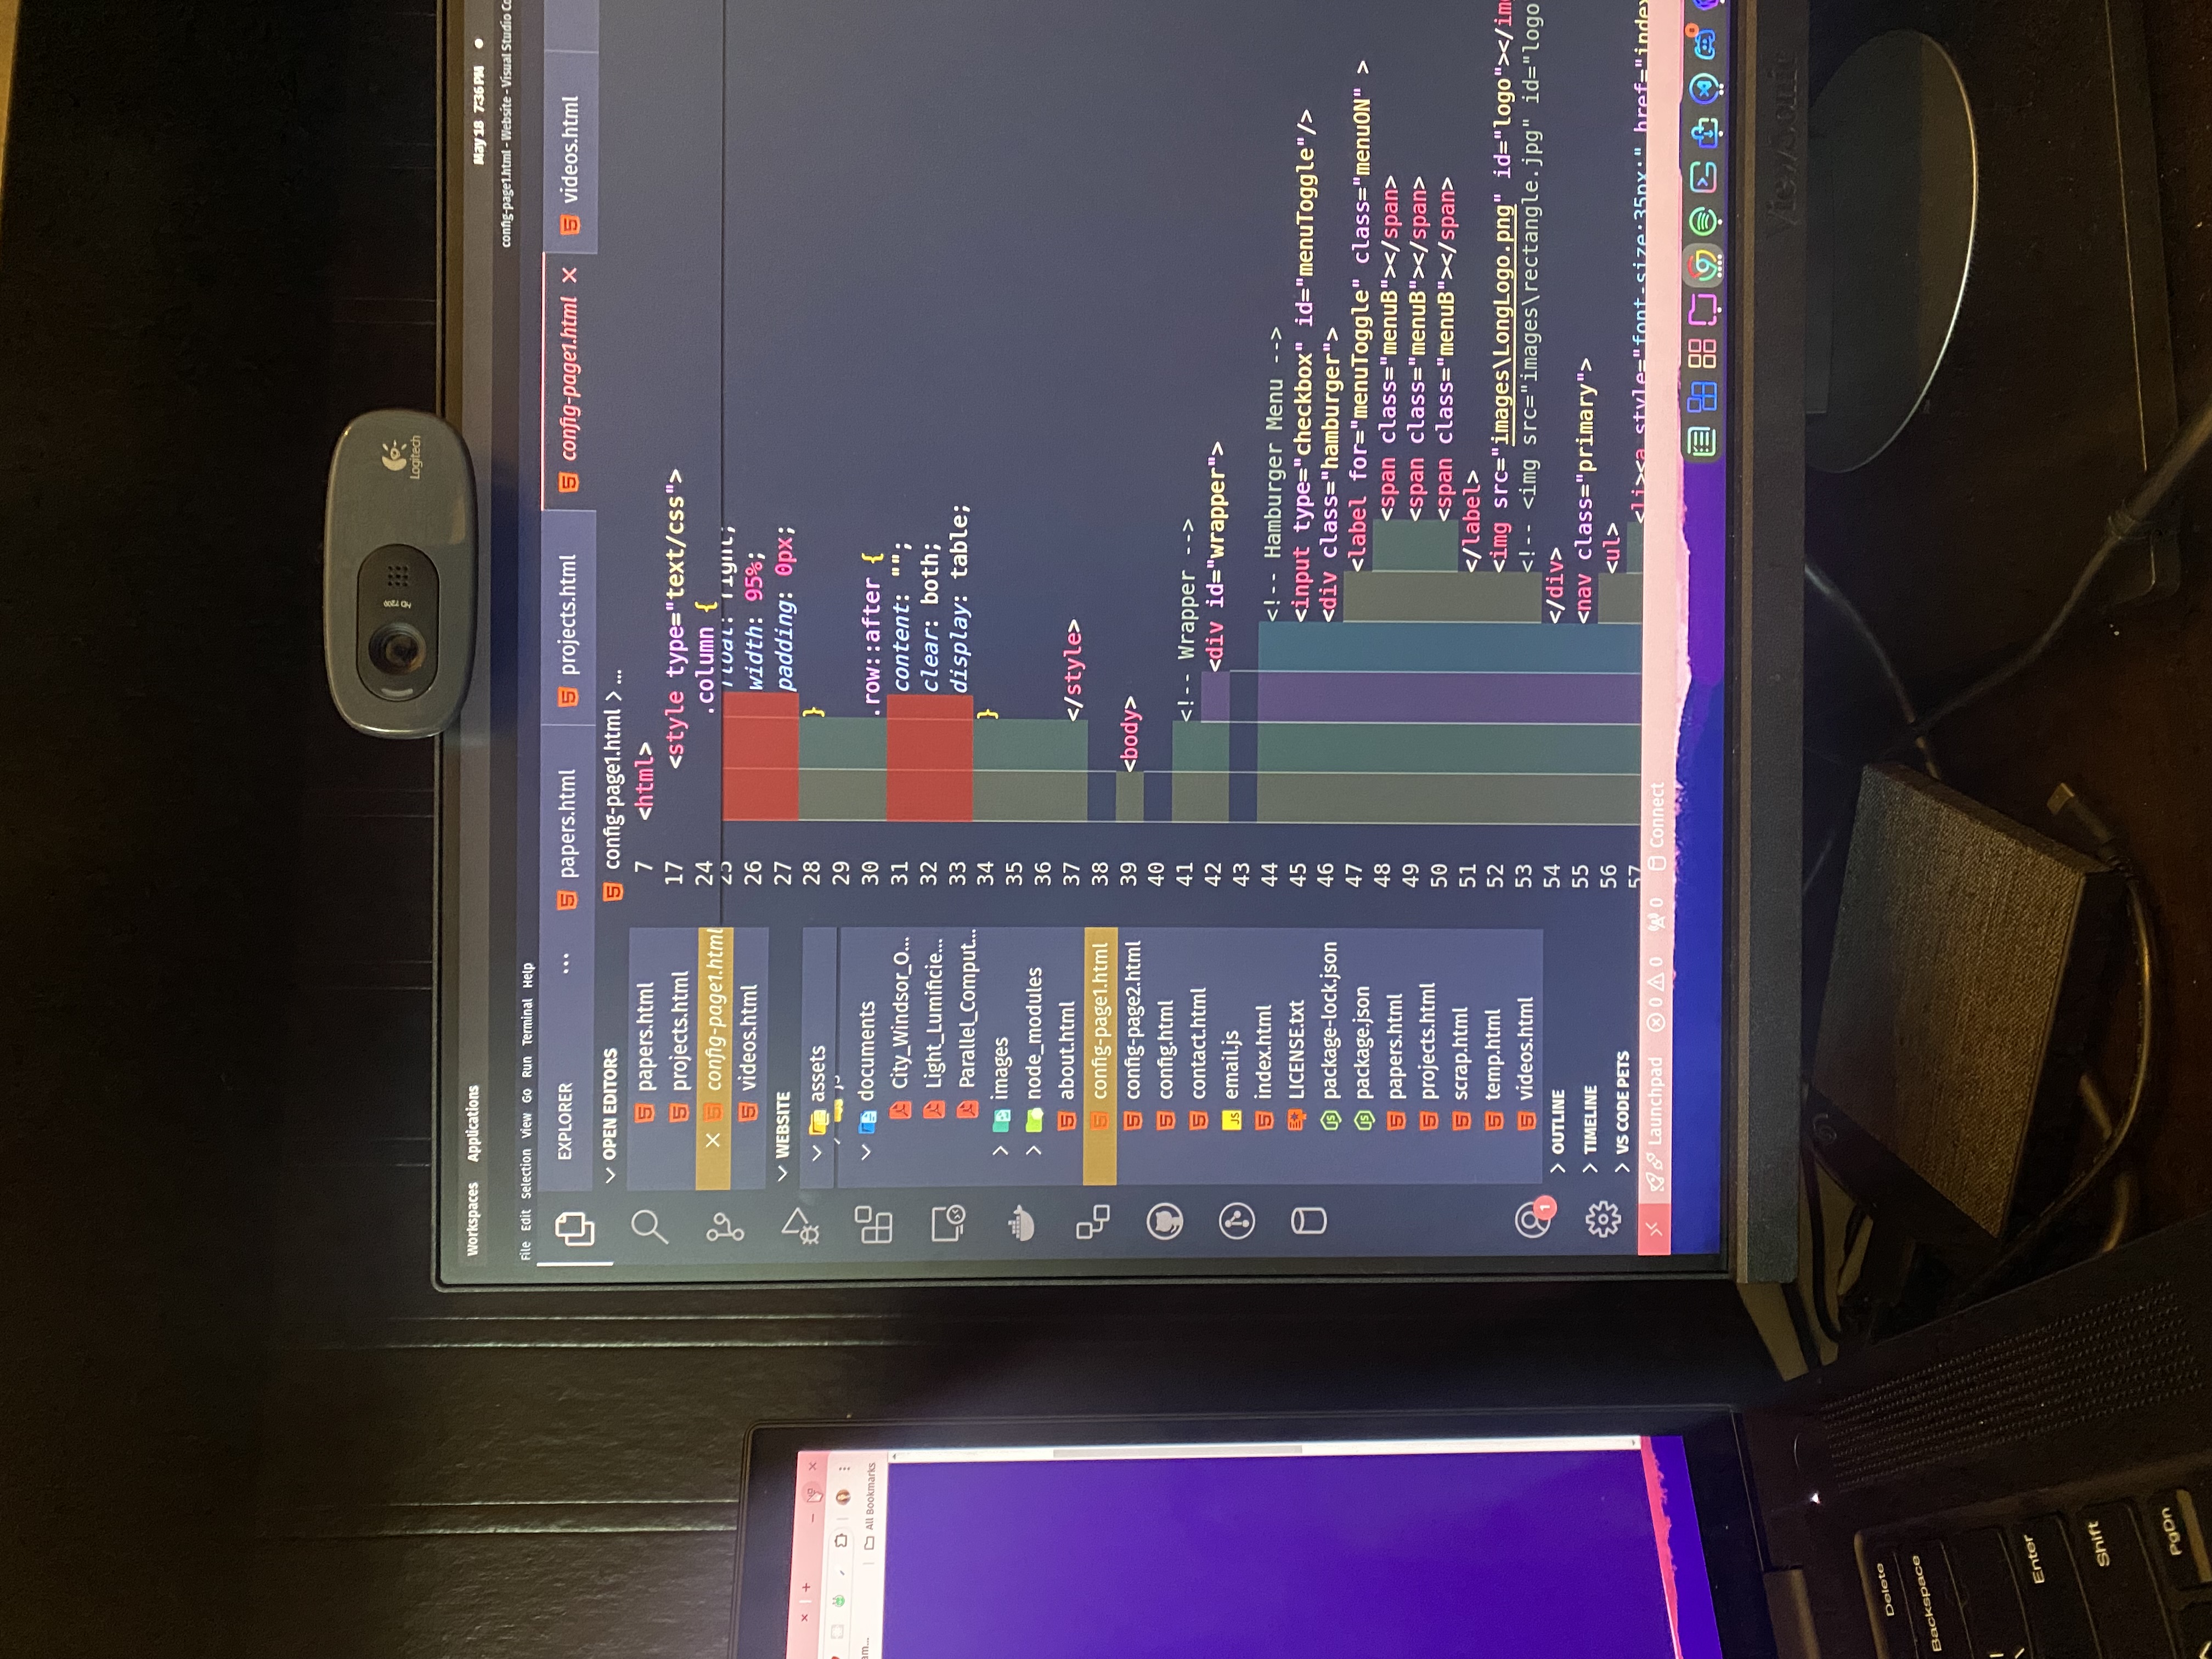 HD 720p
Logitech
Workspaces Applications
May 18 7:36 PM
config-page1.html - Website - Visual Studio Co
File Edit Selection View Go Run Terminal Help
EXPLORER ...
papers.html projects.html config-page1.html videos.html
OPEN EDITORS
papers.html
projects.html
config-page1.html
videos.html
WEBSITE
assets
js
documents
City_Windsor_O...
Light_Lumificie...
Parallel_Comput...
images
node_modules
about.html
config-page1.html
config-page2.html
config.html
contact.html
email.js
index.html
LICENSE.txt
package-lock.json
package.json
papers.html
projects.html
scrap.html
temp.html
videos.html
OUTLINE
TIMELINE
VS CODE PETS
1
config-page1.html > ...
7 <html>
17 <style type="text/css">
24 .column {
25 float: right;
26 width: 95%;
27 padding: 0px;
28 }
29
30 .row::after {
31 content: "";
32 clear: both;
33 display: table;
34 }
35
36
37 </style>
38
39 <body>
40
41 <!-- Wrapper -->
42 <div id="wrapper">
43
44 <!-- Hamburger Menu -->
45 <input type="checkbox" id="menuToggle"/>
46 <div class="hamburger">
47 <label for="menuToggle" class="menuON" >
48 <span class="menuB"></span>
49 <span class="menuB"></span>
50 <span class="menuB"></span>
51 </label>
52 <img src="images\LongLogo.png" id="logo"></im
53 <!-- <img src="images\rectangle.jpg" id="logo
54 </div>
55 <nav class="primary">
56 <ul>
57 <li><a style="font-size:35px;" href="index
Launchpad 0 0 0 Connect
ViewSonic
am...
All Bookmarks
Delete
Backspace
| \
Enter
Shift
PgDn